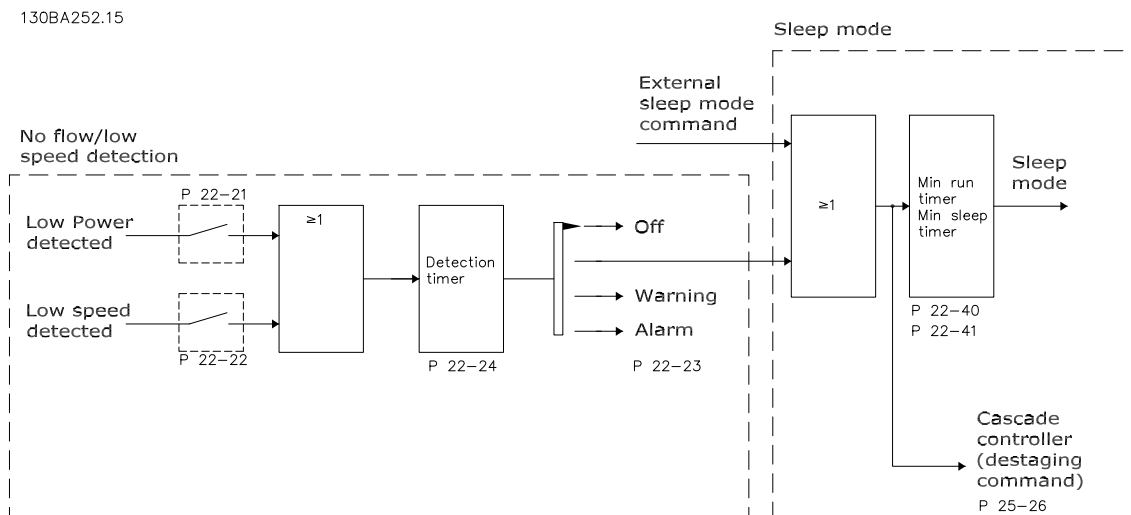 130BA252.15
Sleep mode
External
sleep mode
command
No flow/low
speed detection
P 22-21
Low Power
detected
≥1
Low speed
detected
P 22-22
Detection
timer
P 22-24
Off
Warning
Alarm
P 22-23
≥1
Min run
timer
Min sleep
timer
P 22-40
P 22-41
Sleep
mode
Cascade
controller
(destaging
command)
P 25-26